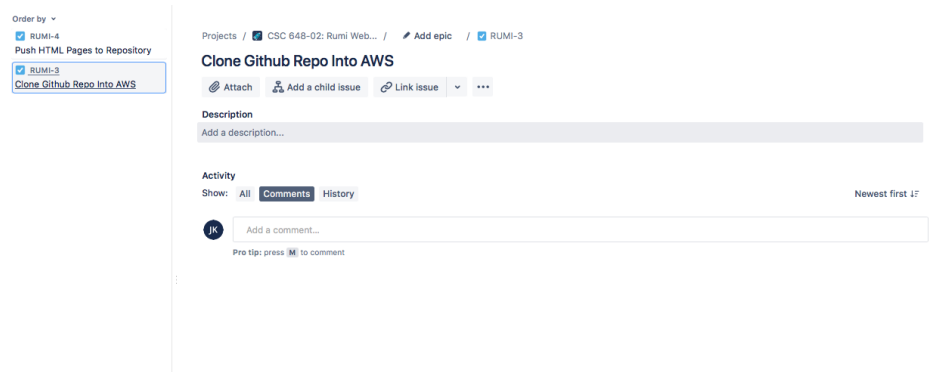 Order by
RUMI-4
Push HTML Pages to Repository
RUMI-3
Clone Github Repo Into AWS
Projects / CSC 648-02: Rumi Web... / Add epic / RUMI-3
Clone Github Repo Into AWS
Attach Add a child issue Link issue
Description
Add a description...
Activity
Show: All Comments History Newest first
JK Add a comment...
Pro tip: press M to comment